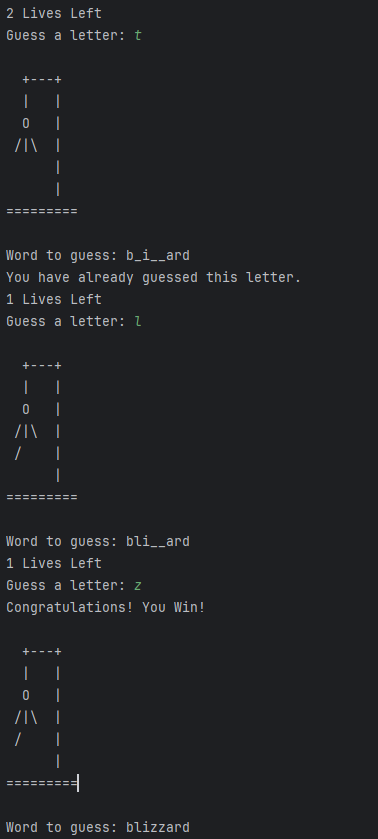 2 Lives Left
Guess a letter: t
  +---+
  |   |
  O   |
 /|\  |
      |
      |
=========
Word to guess: b_i__ard
You have already guessed this letter.
1 Lives Left
Guess a letter: l
  +---+
  |   |
  O   |
 /|\  |
 /    |
      |
=========
Word to guess: bli__ard
1 Lives Left
Guess a letter: z
Congratulations! You Win!
  +---+
  |   |
  O   |
 /|\  |
 /    |
      |
=========
Word to guess: blizzard